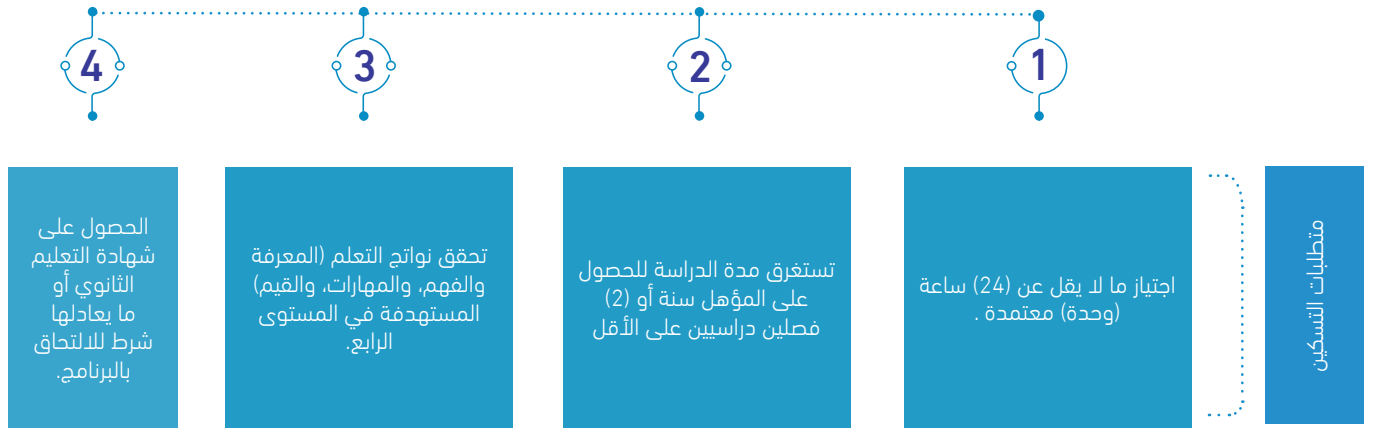 متطلبات التسكين
1
اجتياز ما لا يقل عن (24) ساعة
(وحدة) معتمدة .
2
تستغرق مدة الدراسة للحصول
على المؤهل سنة أو (2)
فصلين دراسيين على الأقل
3
تحقق نواتج التعلم (المعرفة
والفهم، والمهارات، والقيم)
المستهدفة في المستوى
الرابع.
4
الحصول على
شهادة التعليم
الثانوي أو
ما يعادلها
شرط للالتحاق
بالبرنامج.